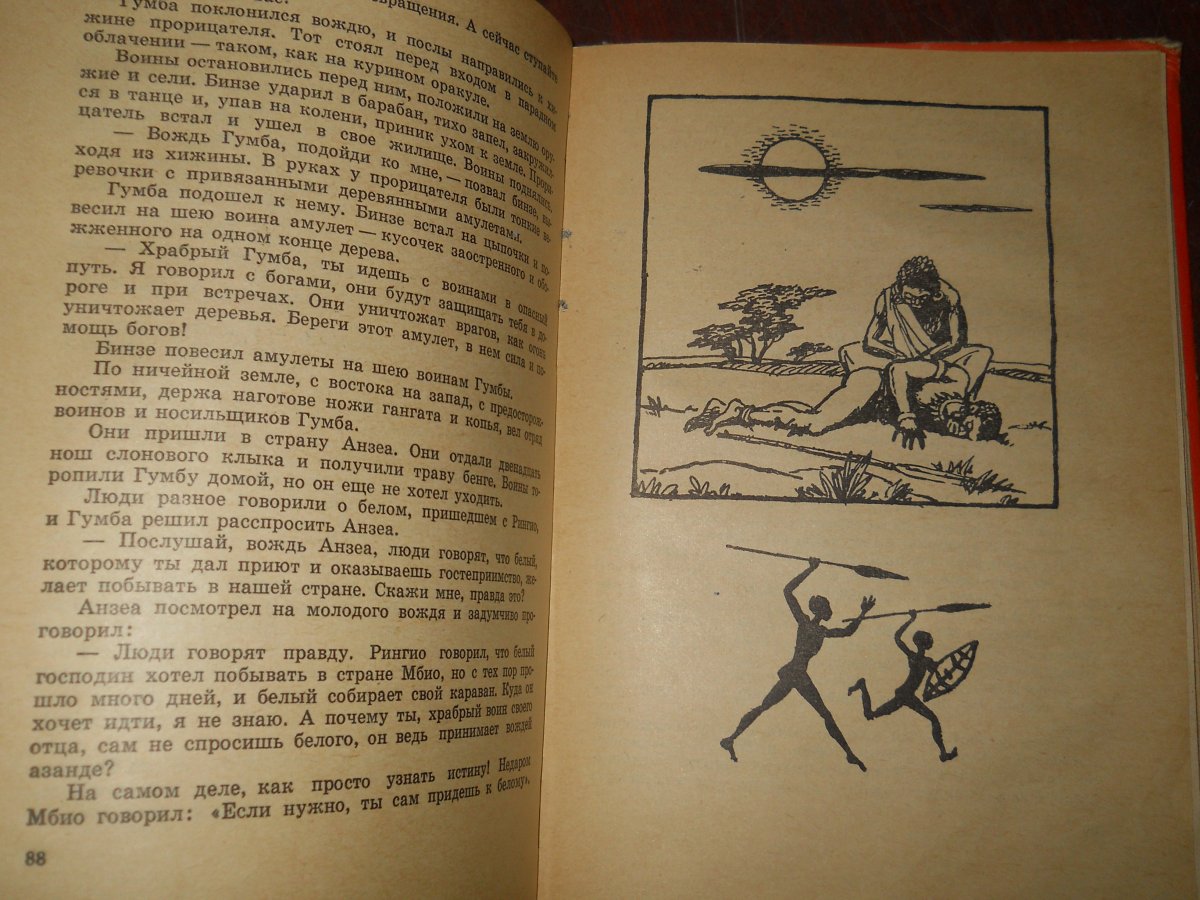 вращения. А сейчас ступайте
Гумба поклонился вождю, и послы направились к хи-
жине прорицателя. Тот стоял перед входом в парадном
облачении — таком, как на курином оракуле.
Воины остановились перед ним, положили на землю ору-
жие и сели. Бинзе ударил в барабан, тихо запел, закружил-
ся в танце и, упав на колени, приник ухом к земле. Прори-
цатель встал и ушел в свое жилище. Воины поднялись.
— Вождь Гумба, подойди ко мне, — позвал бинзе, вы-
ходя из хижины. В руках у прорицателя были тонкие ве-
ревочки с привязанными деревянными амулетами.
Гумба подошел к нему. Бинзе встал на цыпочки и по-
весил на шею воина амулет — кусочек заостренного и обо-
жженного на одном конце дерева.
— Храбрый Гумба, ты идешь с воинами в опасный
путь. Я говорил с богами, они будут защищать тебя в до-
роге и при встречах. Они уничтожат врагов, как огонь
уничтожает деревья. Береги этот амулет, в нем сила и по-
мощь богов!
Бинзе повесил амулеты на шею воинам Гумбы.
По ничейной земле, с востока на запад, с предосторож-
ностями, держа наготове ножи гангата и копья, вел отряд
воинов и носильщиков Гумба.
Они пришли в страну Анзеа. Они отдали двенадцать
нош слонового клыка и получили траву бенге. Воины то-
ропили Гумбу домой, но он еще не хотел уходить.
Люди разное говорили о белом, пришедшем с Рингио,
и Гумба решил расспросить Анзеа.
— Послушай, вождь Анзеа, люди говорят, что белый,
которому ты дал приют и оказываешь гостеприимство, же-
лает побывать в нашей стране. Скажи мне, правда это?
Анзеа посмотрел на молодого вождя и задумчиво про-
говорил:
— Люди говорят правду. Рингио говорил, что белый
господин хотел побывать в стране Мбио, но с тех пор про-
шло много дней, и белый собирает свой караван. Куда он
хочет идти, я не знаю. А почему ты, храбрый воин своего
отца, сам не спросишь белого, он ведь принимает вождей
азанде?
На самом деле, как просто узнать истину! Недаром
Мбио говорил: «Если нужно, ты сам придешь к белому»,
88